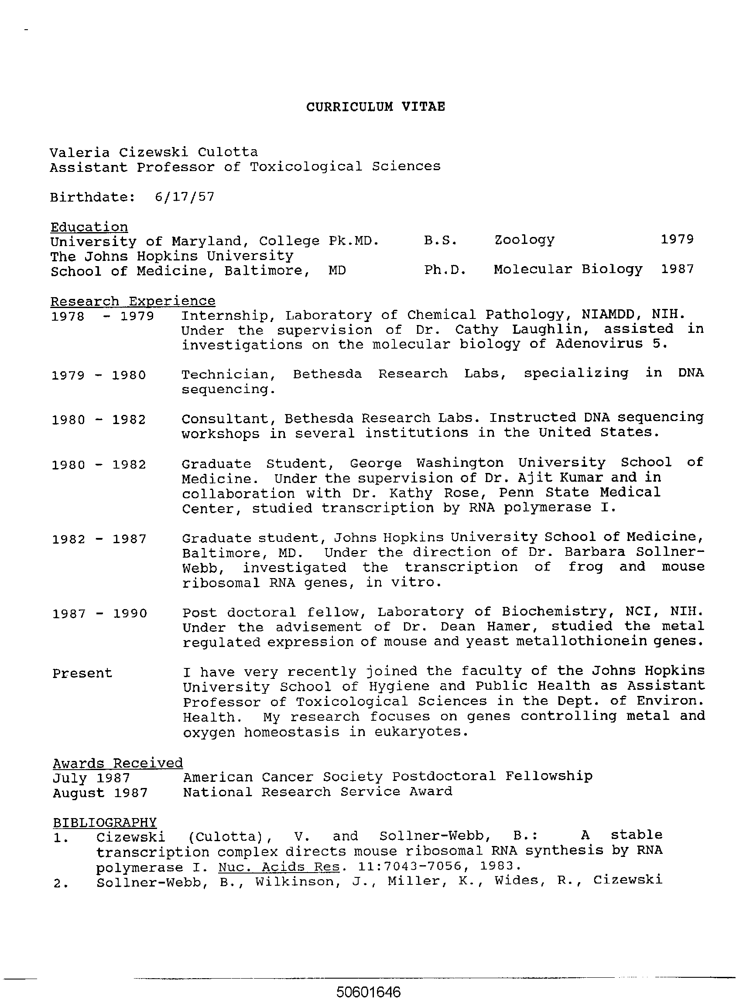 CURRICULUM VITAE
Valeria Cizewski Culotta
Assistant Professor of Toxicological Sciences
Birthdate: 6/17/57
Education
University of Maryland, College Pk.MD. B.S. Zoology 1979
The Johns Hopkins University
School of Medicine, Baltimore, MD Ph.D. Molecular Biology 1987
Research Experience
1978 - 1979 Internship, Laboratory of Chemical Pathology, NIAMDD, NIH.
Under the supervision of Dr. Cathy Laughlin, assisted in
investigations on the molecular biology of Adenovirus 5.
1979 - 1980 Technician, Bethesda Research Labs, specializing in DNA
sequencing.
1980 - 1982 Consultant, Bethesda Research Labs. Instructed DNA sequencing
workshops in several institutions in the United States.
1980 - 1982 Graduate Student, George Washington University School of
Medicine. Under the supervision of Dr. Ajit Kumar and in
collaboration with Dr. Kathy Rose, Penn State Medical
Center, studied transcription by RNA polymerase I.
1982 - 1987 Graduate student, Johns Hopkins University School of Medicine,
Baltimore, MD. Under the direction of Dr. Barbara Sollner-
Webb, investigated the transcription of frog and mouse
ribosomal RNA genes, in vitro.
1987 - 1990 Post doctoral fellow, Laboratory of Biochemistry, NCI, NIH.
Under the advisement of Dr. Dean Hamer, studied the metal
regulated expression of mouse and yeast metallothionein genes.
Present I have very recently joined the faculty of the Johns Hopkins
University School of Hygiene and Public Health as Assistant
Professor of Toxicological Sciences in the Dept. of Environ.
Health. My research focuses on genes controlling metal and
oxygen homeostasis in eukaryotes.
Awards Received
July 1987 American Cancer Society Postdoctoral Fellowship
August 1987 National Research Service Award
BIBLIOGRAPHY
1. Cizewski (Culotta), V. and Sollner-Webb, B.: A stable
transcription complex directs mouse ribosomal RNA synthesis by RNA
polymerase I. Nuc. Acids Res. 11:7043-7056, 1983.
2. Sollner-Webb, B., Wilkinson, J., Miller, K., Wides, R., Cizewski
50601646